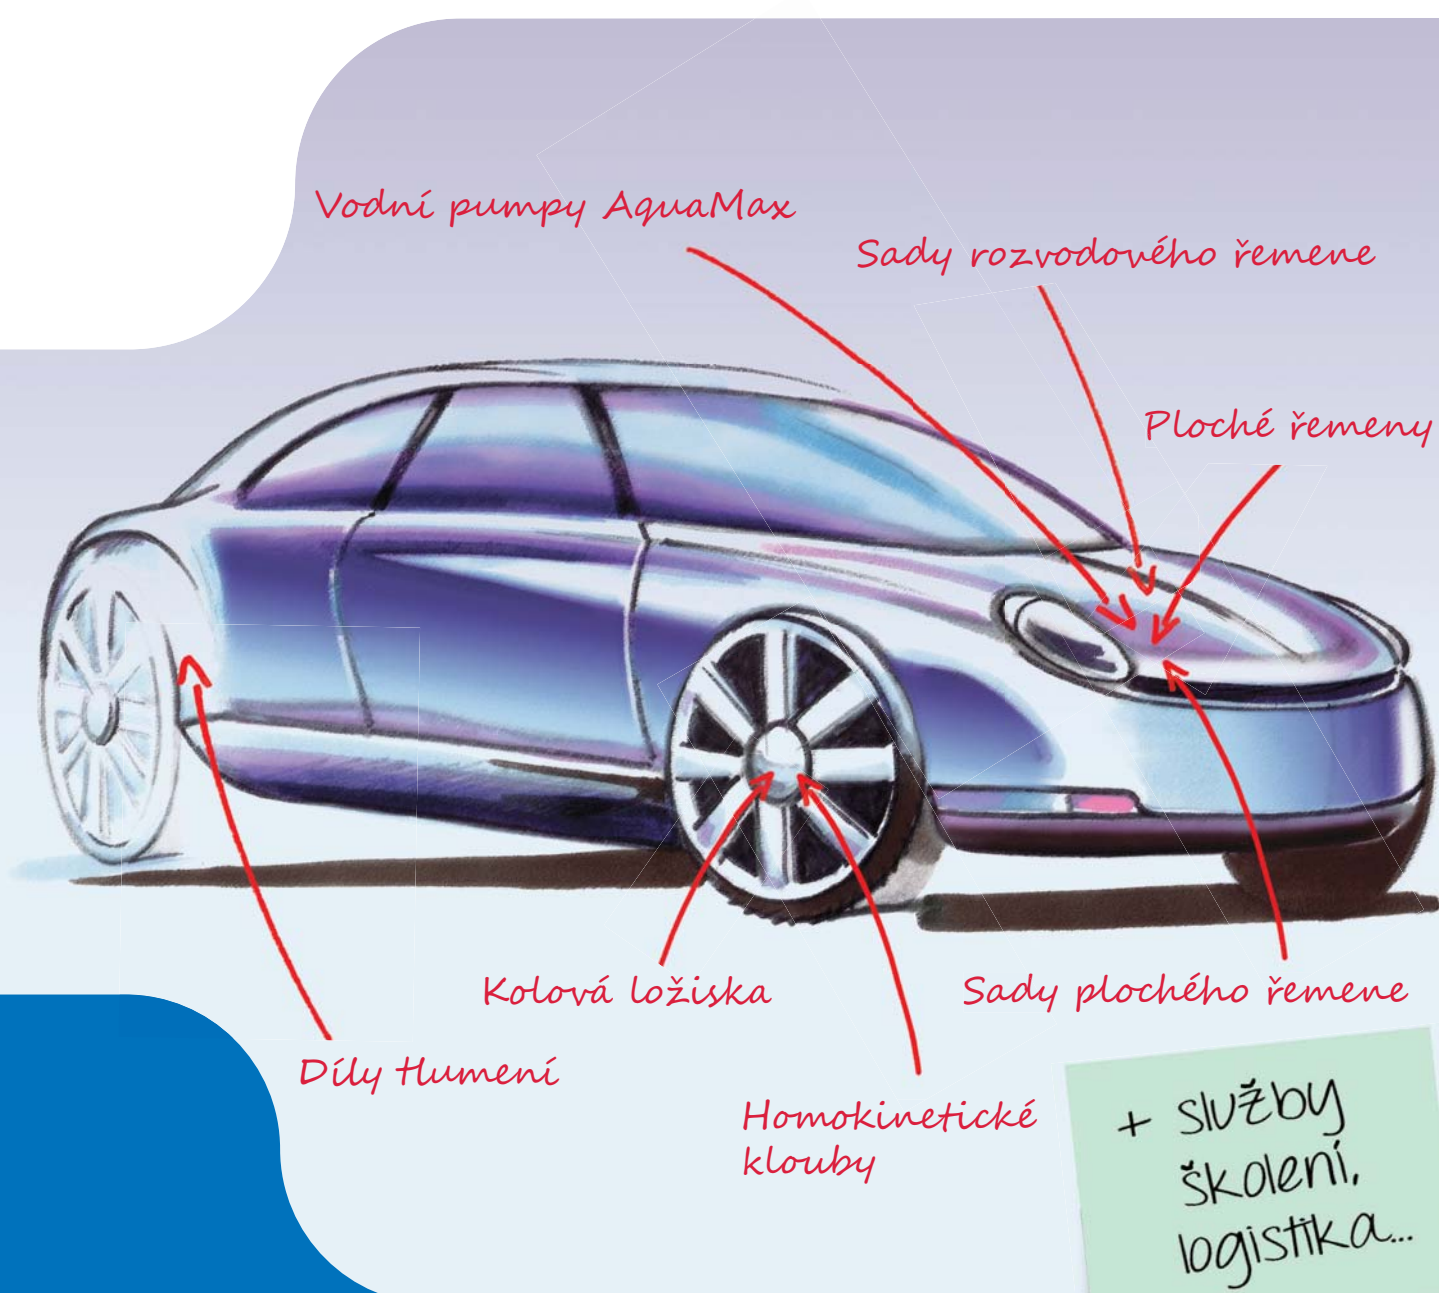 Vodní pumpy AquaMax
Sady rozvodového řemene
Ploché řemeny
Kolová ložiska
Sady plochého řemene
Díly tlumení
Homokinetické
klouby
+ služby
školení,
logistika...